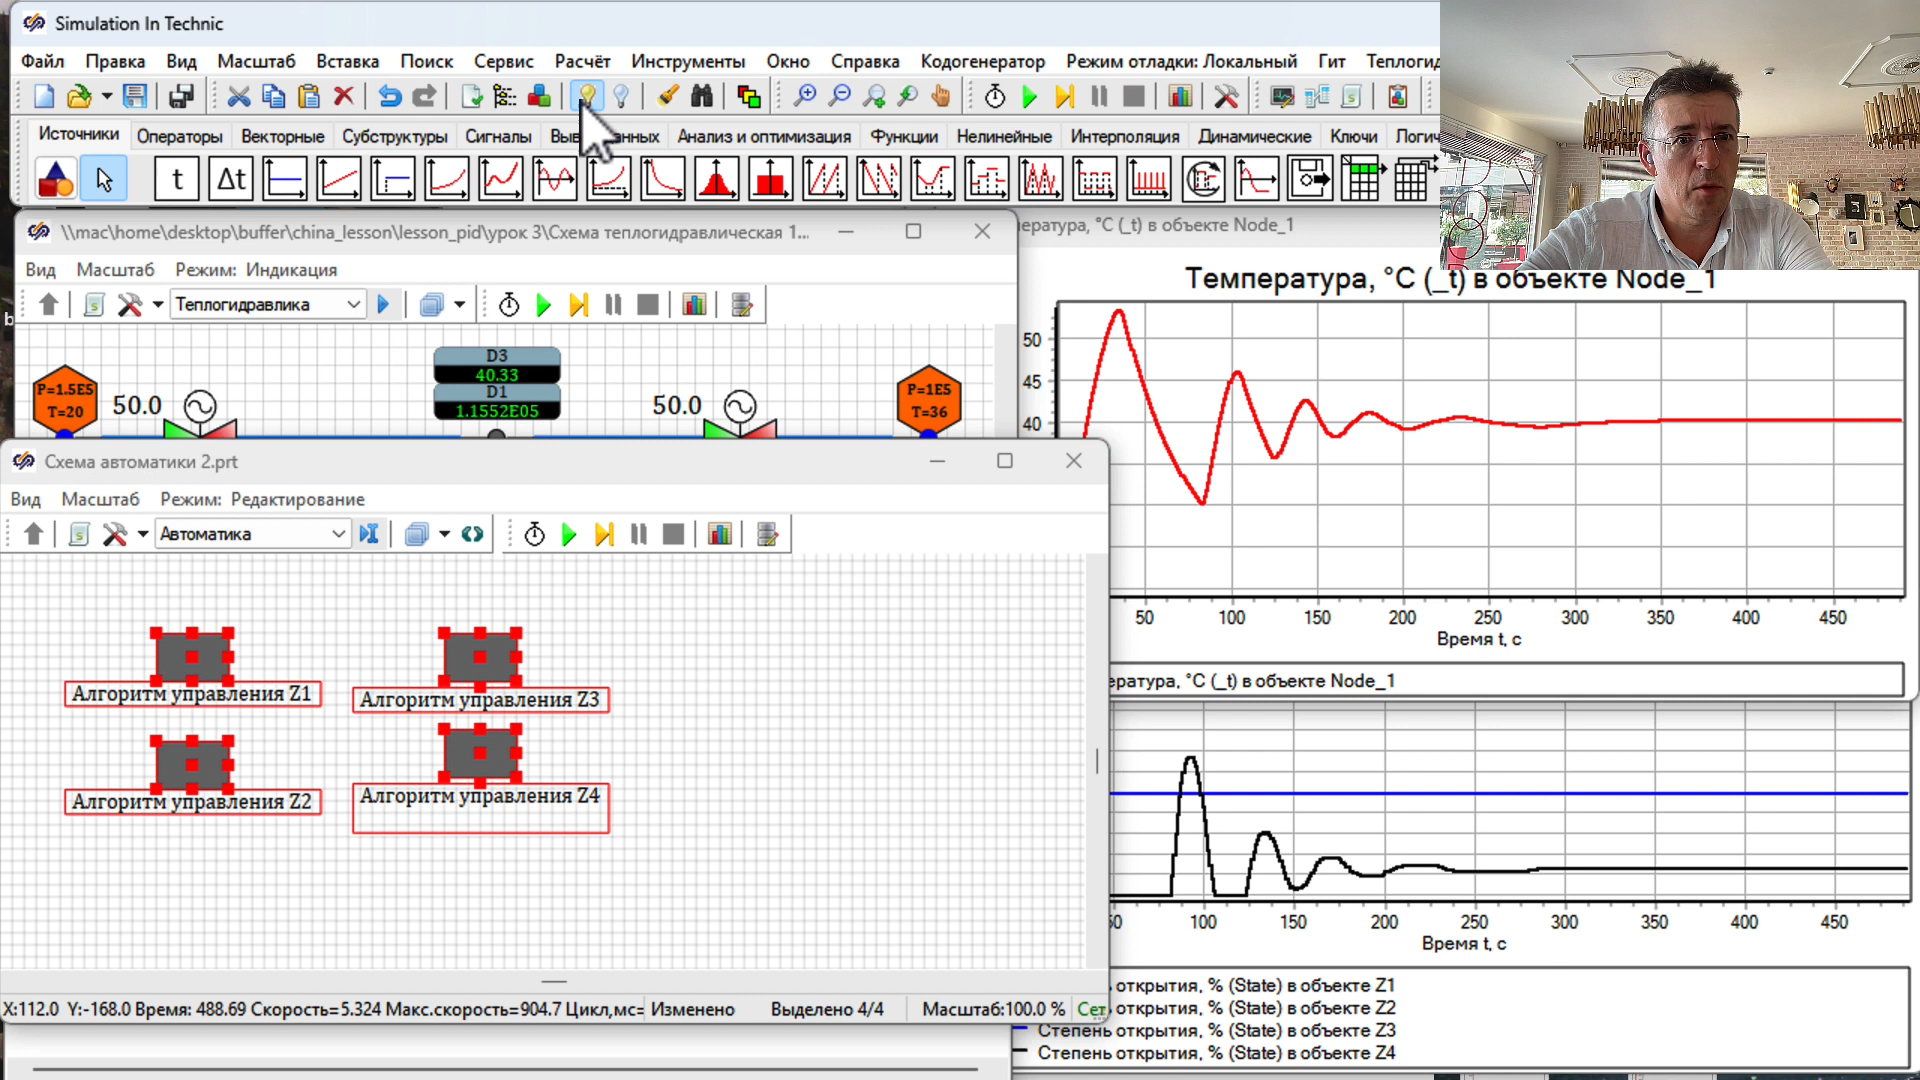 Simulation In Technic
Файл Правка Вид Масштаб Вставка Поиск Сервис Расчёт Инструменты Окно Справка Кодогенератор Режим отладки: Локальный Гит
Источники Операторы Векторные Субструктуры Сигналы Анализ и оптимизация Функции Нелинейные Интерполяция Динамические Ключи
t Δt
\\mac\home\desktop\buffer\china_lesson\lesson_pid\урок 3\Схема теплогидравлическая 1...
Вид Масштаб Режим: Индикация
Теплогидравлика
P=1.5E5
T=20
50.0
D3
40.33
D1
1.1552E05
50.0
P=1E5
T=36
°C (_t) в объекте Node_1
Температура, °C (_t) в объекте Node_1
50
45
40
50 100 150 200 250 300 350 400 450
Время t, с
°C (_t) в объекте Node_1
Схема автоматики 2.prt
Вид Масштаб Режим: Редактирование
Автоматика
Алгоритм управления Z1
Алгоритм управления Z3
Алгоритм управления Z2
Алгоритм управления Z4
X:112.0 Y:-168.0 Время: 488.69 Скорость=5.324 Макс.скорость=904.7 Цикл,мс= Изменено Выделено 4/4 Масштаб:100.0 %
100 150 200 250 300 350 400 450
Время t, с
открытия, % (State) в объекте Z1
открытия, % (State) в объекте Z2
Степень открытия, % (State) в объекте Z3
Степень открытия, % (State) в объекте Z4